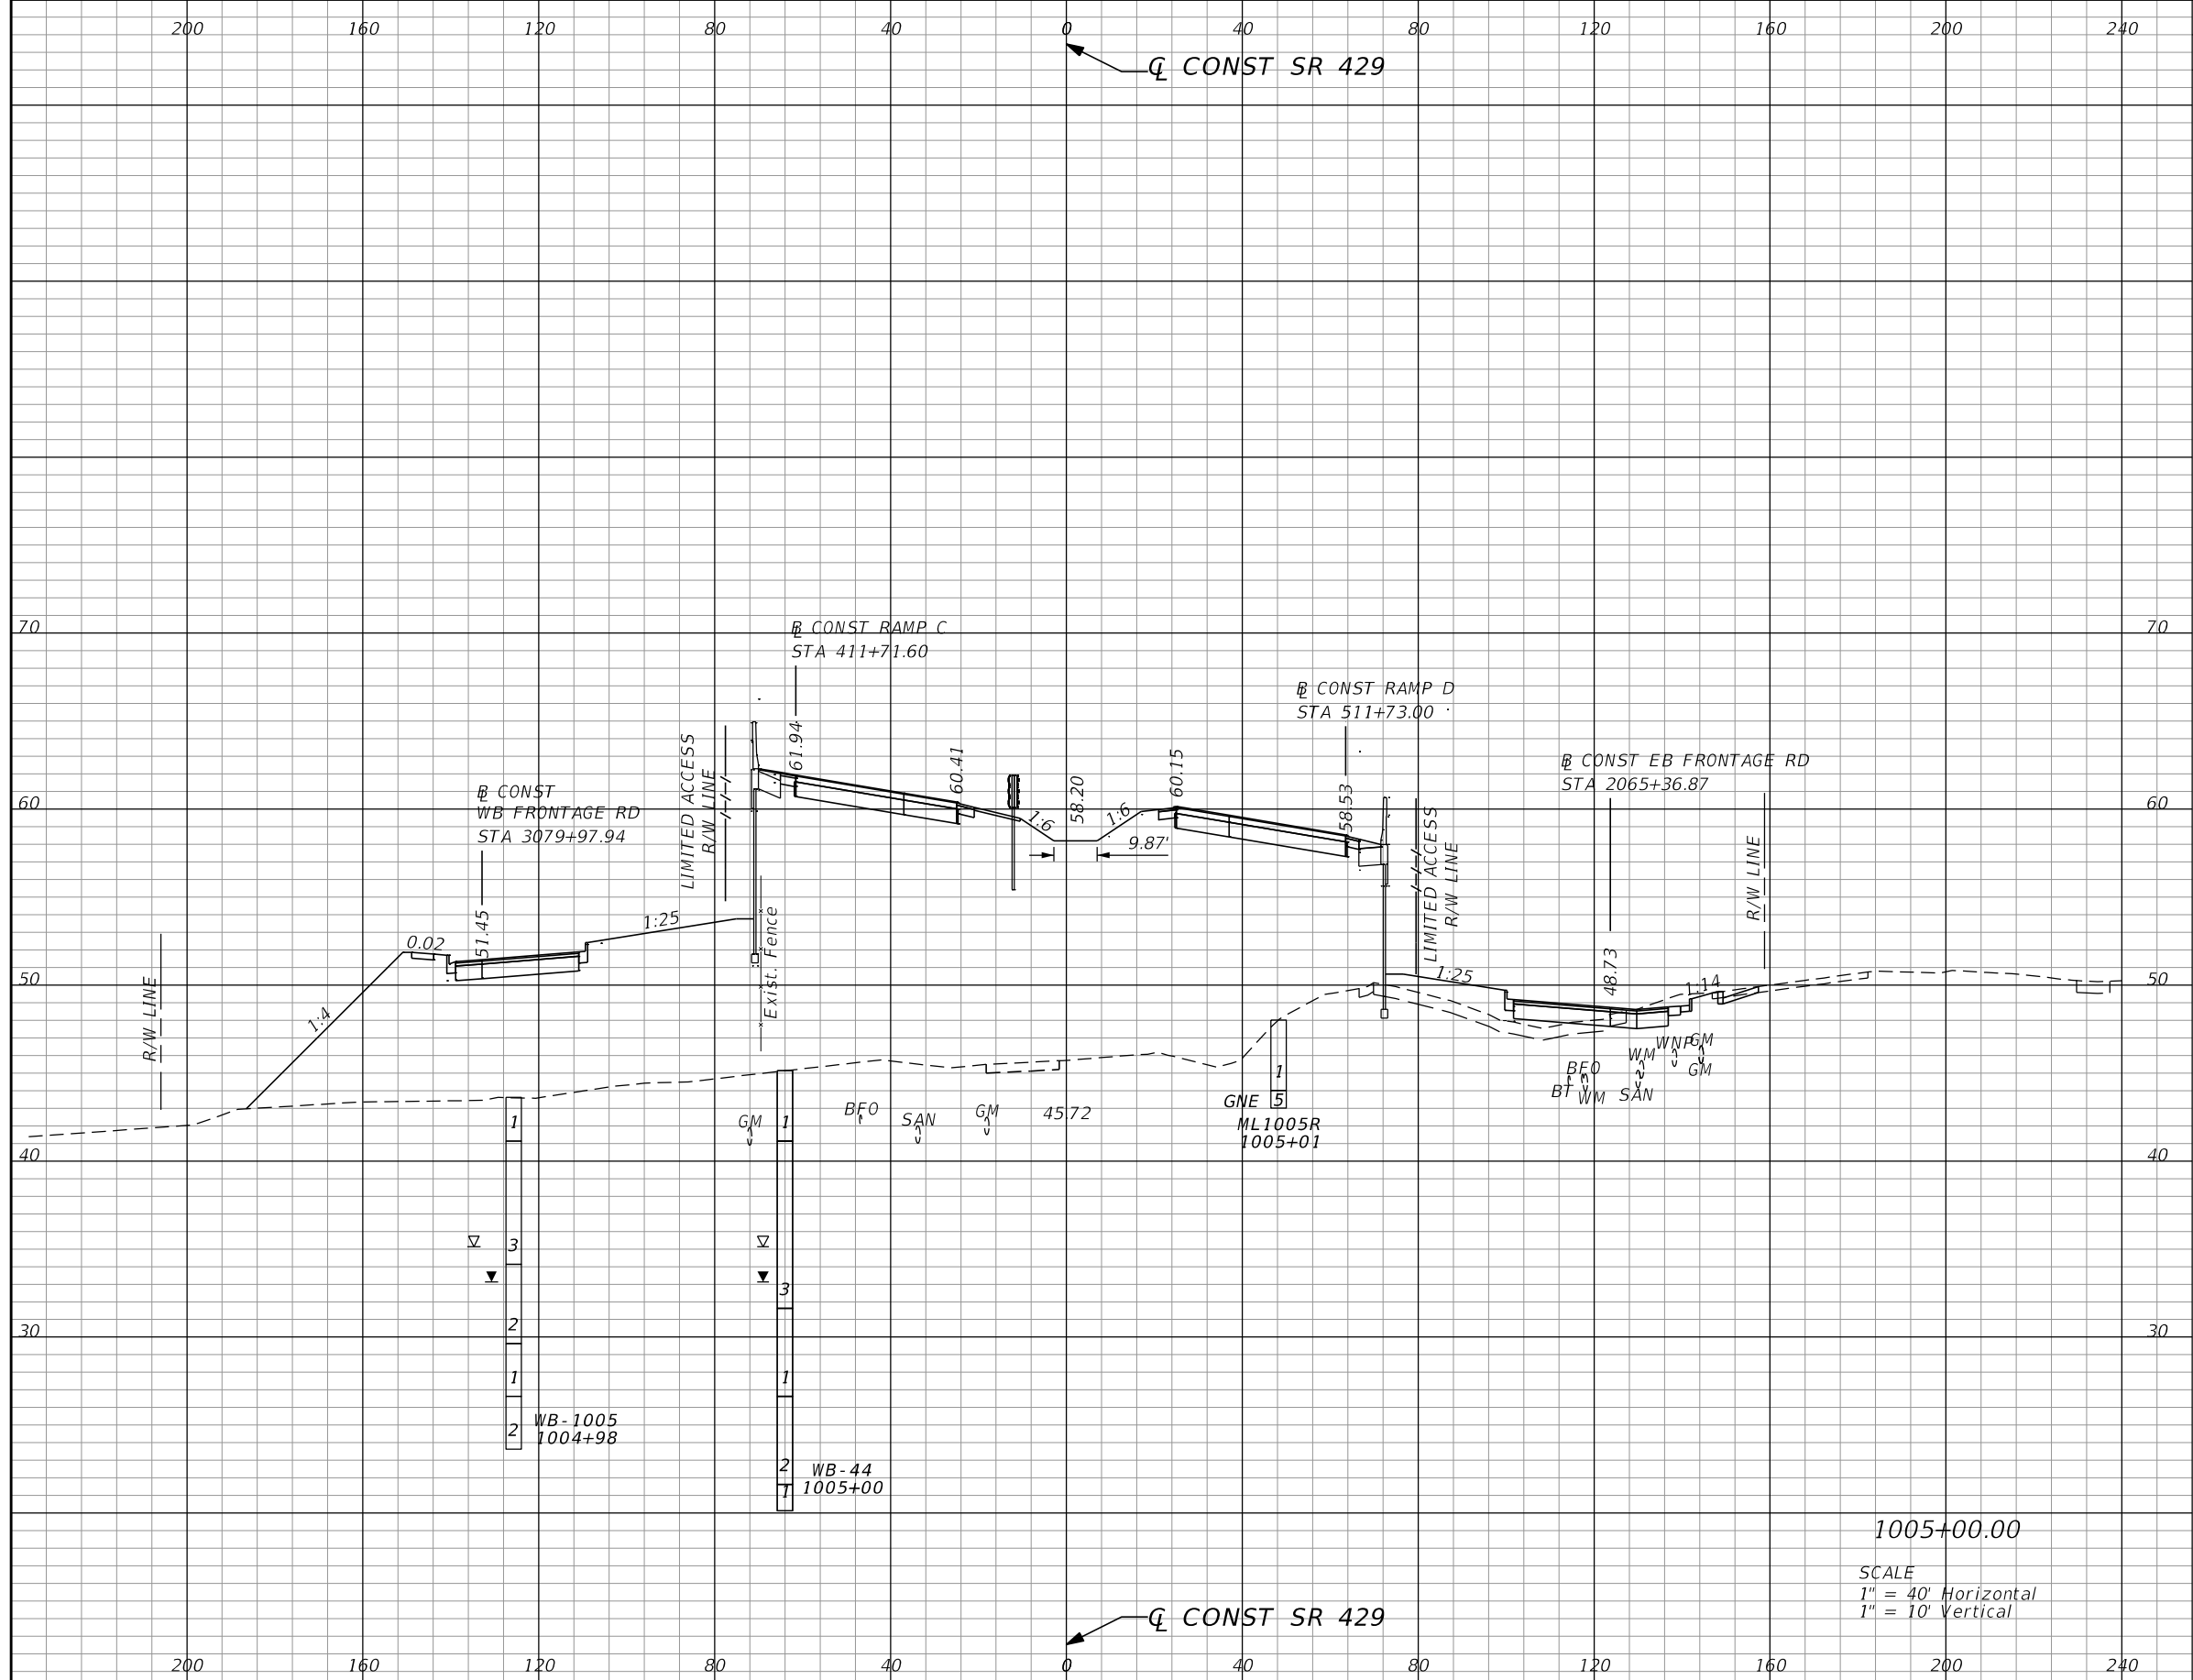 200 160 120 80 40 0 40 80 120 160 200 240
℄ CONST SR 429
70 70
℄ CONST RAMP C
STA 411+71.60
℄ CONST RAMP D
STA 511+73.00
LIMITED ACCESS
R/W LINE
61.94
60.41
58.20
60.15
58.53
℄ CONST EB FRONTAGE RD
STA 2065+36.87
℄ CONST
WB FRONTAGE RD
STA 3079+97.94
60 60
1:6
1:6
9.87'
LIMITED ACCESS
R/W LINE
R/W LINE
0.02
51.45
1:25
Exist. Fence
48.73
1:25
1:14
50 50
R/W LINE
1:4
WNP
GM
WM
GM
BFO
BT
WM
SAN
1
5
GNE
ML1005R
1005+01
GM
BFO
SAN
GM
45.72
1
1
40 40
3
3
2
30 30
1
1
2
WB-1005
1004+98
2
1
WB-44
1005+00
1005+00.00
SCALE
1" = 40' Horizontal
1" = 10' Vertical
℄ CONST SR 429
200 160 120 80 40 0 40 80 120 160 200 240